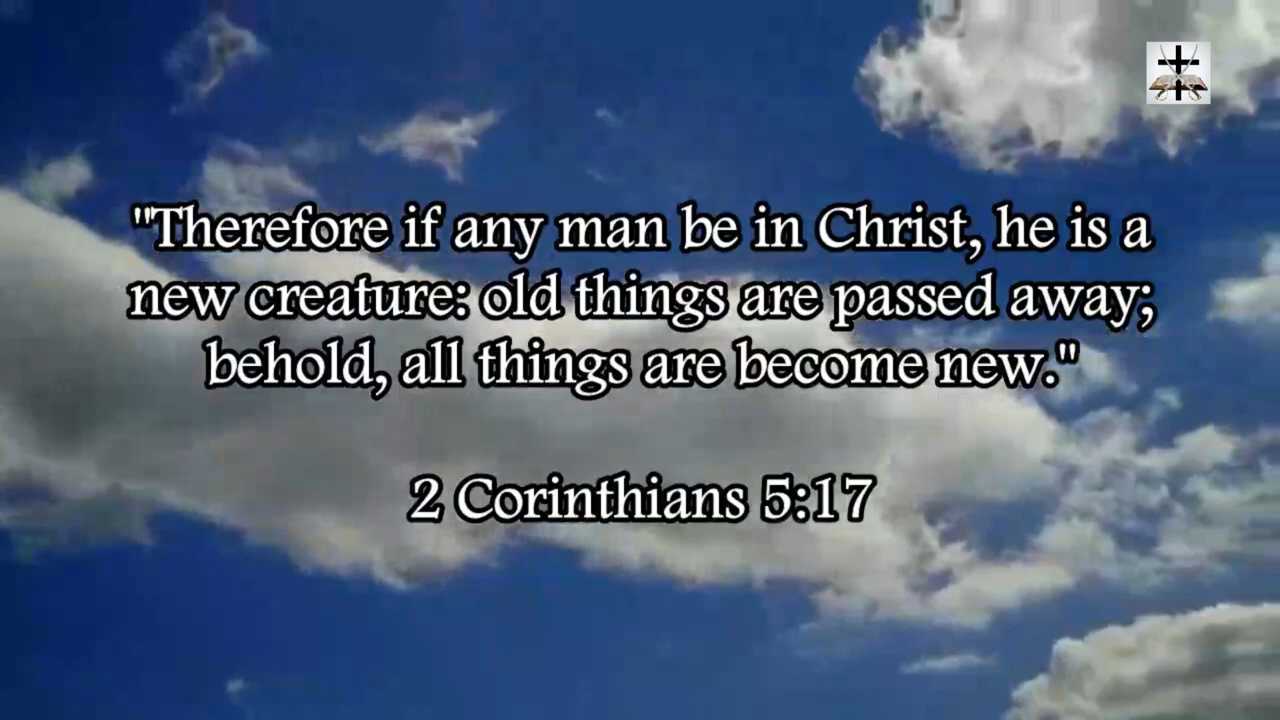 "Therefore if any man be in Christ, he is a
new creature: old things are passed away;
behold, all things are become new."
2 Corinthians 5:17